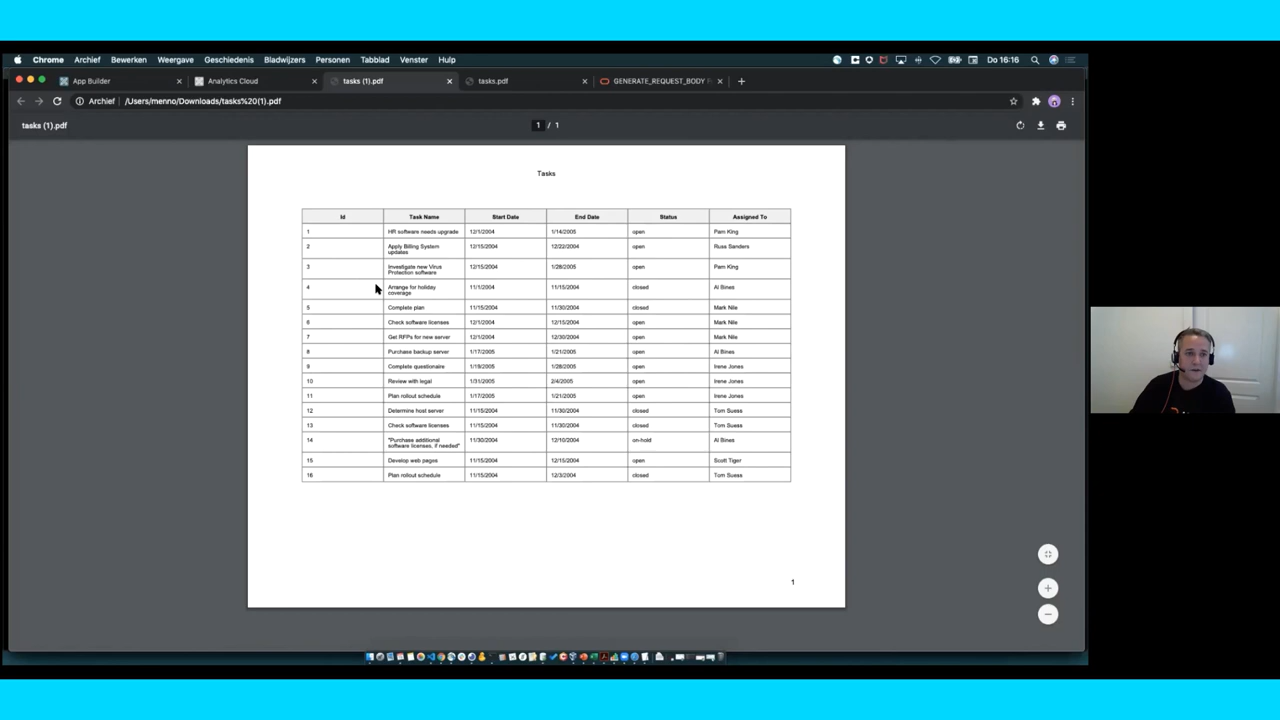 Chrome Archief Bewerken Weergave Geschiedenis Bladwijzers Personen Tabblad Venster Help Do 16:16
App Builder Analytics Cloud tasks (1).pdf tasks.pdf GENERATE_REQUEST_BODY
Archief /Users/menno/Downloads/tasks%20(1).pdf
tasks (1).pdf 1 / 1
Tasks
Id Task Name Start Date End Date Status Assigned To
1 HR software needs upgrade 12/1/2004 1/14/2005 open Pam King
2 Apply Billing System 12/15/2004 12/22/2004 open Russ Sanders
updates
3 Investigate new Virus 12/15/2004 1/28/2005 open Pam King
Protection software
4 Arrange for holiday 11/1/2004 11/15/2004 closed Al Bines
coverage
5 Complete plan 11/15/2004 11/30/2004 closed Mark Nile
6 Check software licenses 12/1/2004 12/15/2004 open Mark Nile
7 Get RFPs for new server 12/1/2004 12/30/2004 open Mark Nile
8 Purchase backup server 1/17/2005 1/21/2005 open Al Bines
9 Complete questionaire 1/19/2005 1/28/2005 open Irene Jones
10 Review with legal 1/31/2005 2/4/2005 open Irene Jones
11 Plan rollout schedule 1/17/2005 1/21/2005 open Irene Jones
12 Determine host server 11/15/2004 11/30/2004 closed Tom Suess
13 Check software licenses 11/15/2004 11/30/2004 closed Tom Suess
14 "Purchase additional 11/30/2004 12/10/2004 on-hold Al Bines
software licenses, if needed"
15 Develop web pages 11/15/2004 12/15/2004 open Scott Tiger
16 Plan rollout schedule 11/15/2004 12/3/2004 closed Tom Suess
1